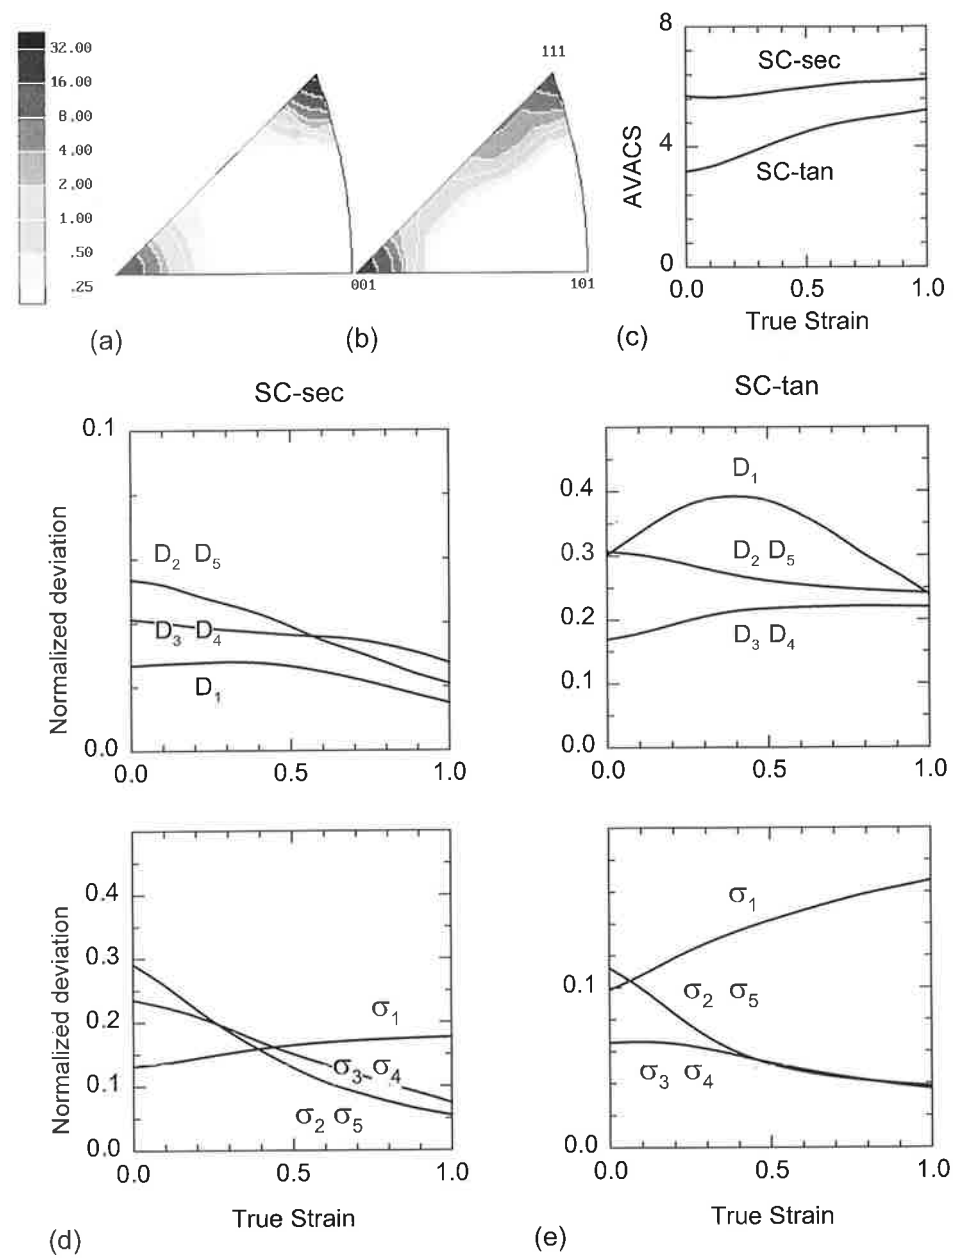 32.00
16.00
8.00
4.00
2.00
1.00
.50
.25
111
001
101
(a)
(b)
(c)
8
4
0
AVACS
SC-sec
SC-tan
0.0 0.5 1.0
True Strain
SC-sec
0.1
0.0
Normalized deviation
D2 D5
D3 D4
D1
0.0 0.5 1.0
SC-tan
0.4
0.3
0.2
0.1
0.0
D1
D2 D5
D3 D4
0.0 0.5 1.0
0.4
0.3
0.2
0.1
0.0
Normalized deviation
σ1
σ3 σ4
σ2 σ5
0.0 0.5 1.0
True Strain
(d)
0.1
0.0
σ1
σ2 σ5
σ3 σ4
0.0 0.5 1.0
True Strain
(e)